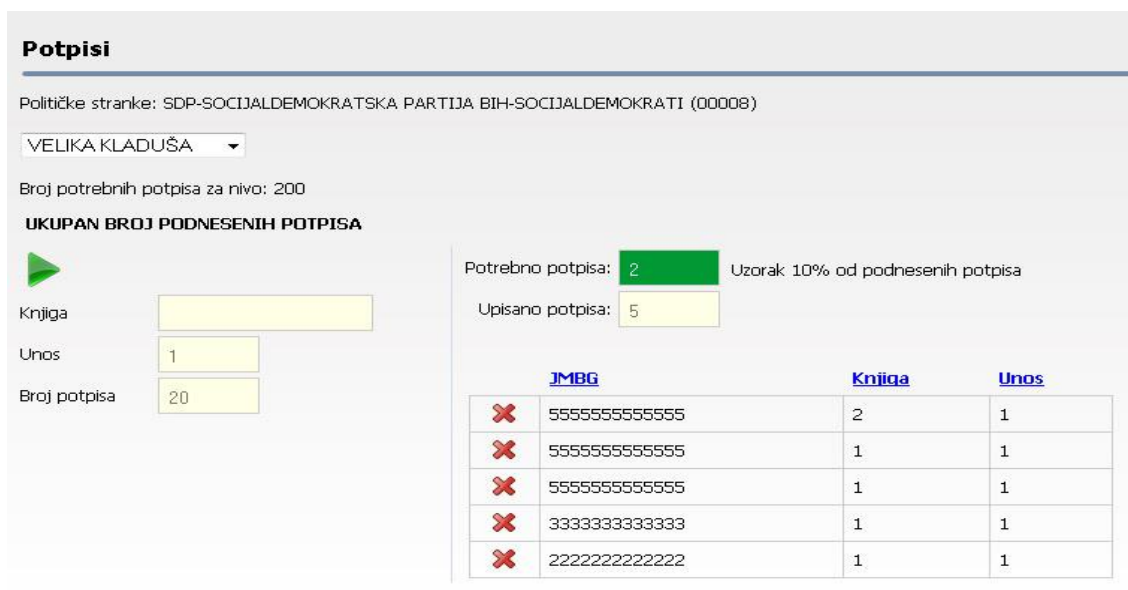 Potpisi
Političke stranke: SDP-SOCIJALDEMOKRATSKA PARTIJA BIH-SOCIJALDEMOKRATI (00008)
VELIKA KLADUŠA
Broj potrebnih potpisa za nivo: 200
UKUPAN BROJ PODNESENIH POTPISA
Knjiga
Unos 1
Broj potpisa 20
Potrebno potpisa: 2 Uzorak 10% od podnesenih potpisa
Upisano potpisa: 5
JMBG Knjiga Unos
5555555555555 2 1
5555555555555 1 1
5555555555555 1 1
3333333333333 1 1
2222222222222 1 1